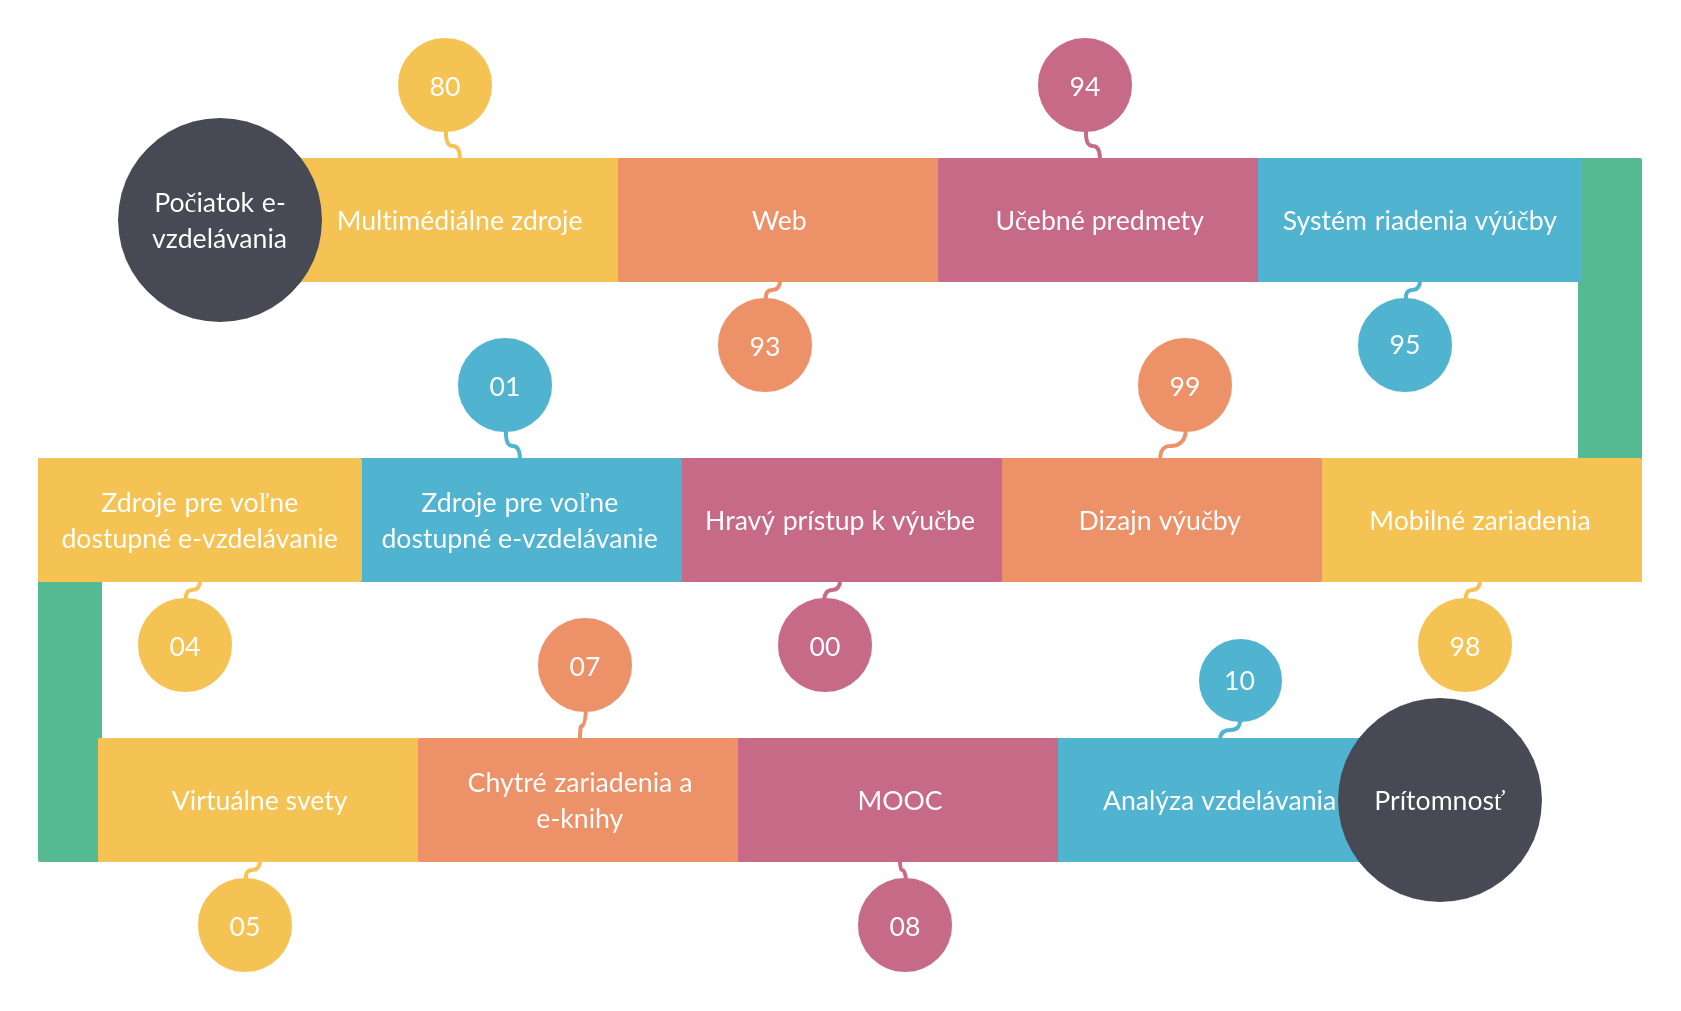 80
94
Počiatok e-
vzdelávania
Multimédiálne zdroje
Web
Učebné predmety
Systém riadenia výúčby
93
95
01
99
Zdroje pre voľne
dostupné e-vzdelávanie
Zdroje pre voľne
dostupné e-vzdelávanie
Hravý prístup k výučbe
Dizajn výučby
Mobilné zariadenia
04
00
98
07
10
Virtuálne svety
Chytré zariadenia a
e-knihy
MOOC
Analýza vzdelávania
Prítomnosť
05
08